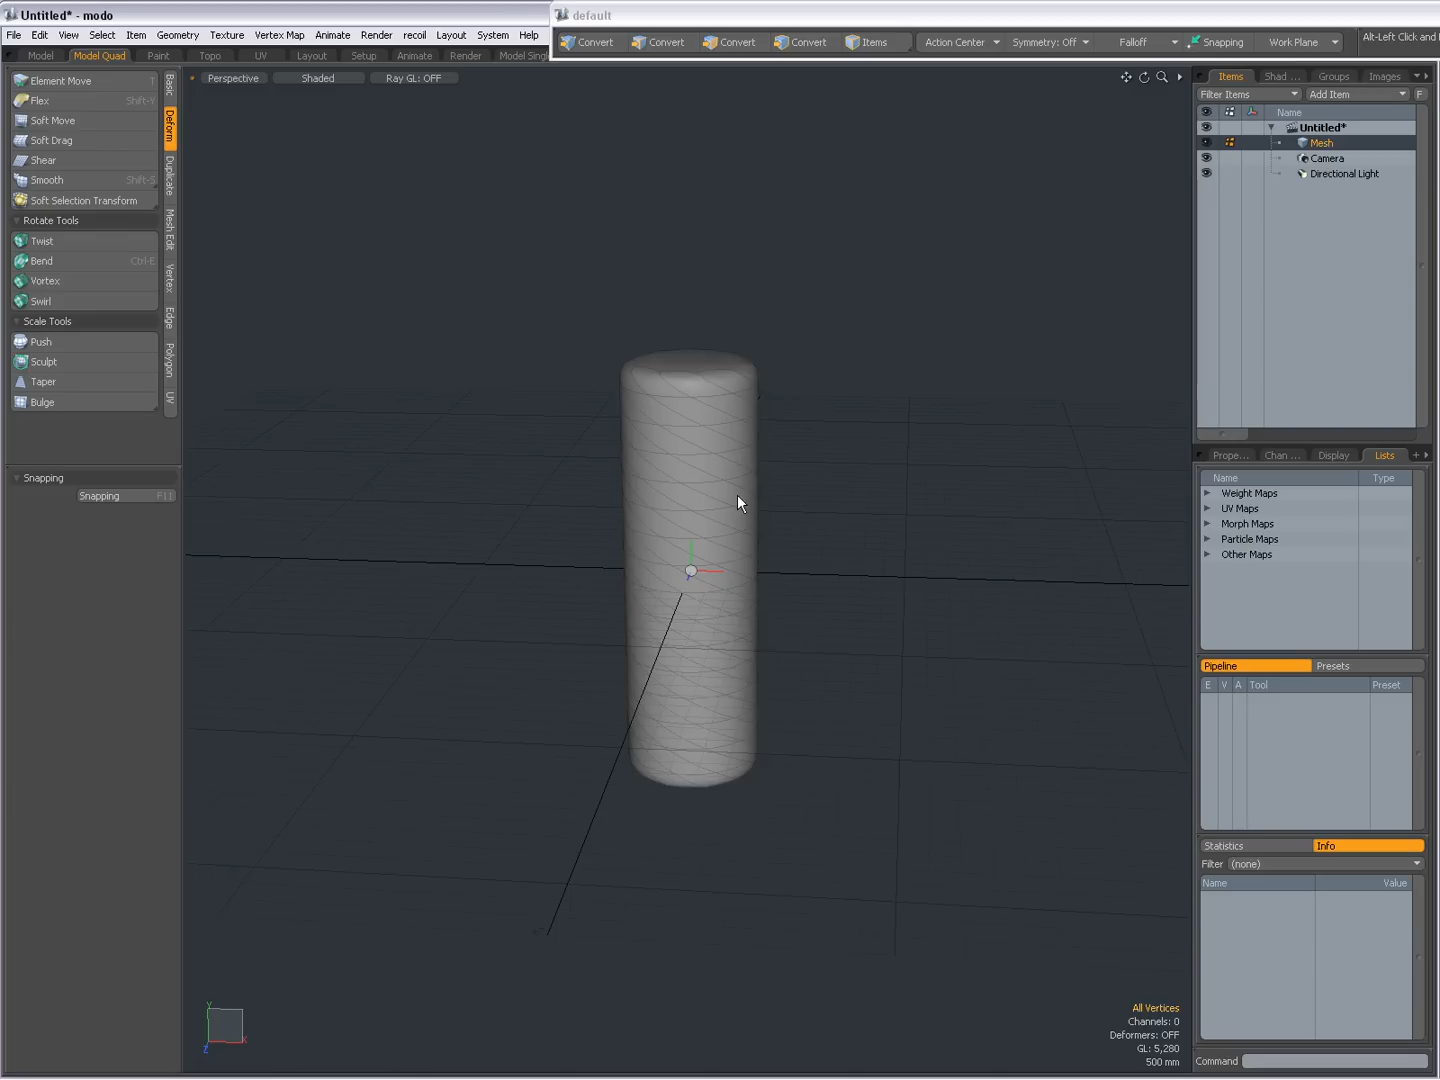 Untitled* - modo
default
File Edit View Select Item Geometry Texture Vertex Map Animate Render recoil Layout System Help
Convert Convert Convert Convert Items Action Center Symmetry: Off Falloff Snapping Work Plane Alt-Left Click and
Model Model Quad Paint Topo UV Layout Setup Animate Render Model Sing
Perspective Shaded Ray GL: OFF
Element Move T
Flex Shift-Y
Soft Move
Soft Drag
Shear
Smooth Shift-S
Soft Selection Transform
Rotate Tools
Twist
Bend Ctrl-E
Vortex
Swirl
Scale Tools
Push
Sculpt
Taper
Bulge
Basic
Deform
Duplicate
Mesh Edit
Vertex
Edge
Polygon
UV
Snapping
Snapping F11
Items Shad ... Groups Images
Filter Items Add Item F
Name
Untitled*
Mesh
Camera
Directional Light
Prope... Chan ... Display Lists
Name Type
Weight Maps
UV Maps
Morph Maps
Particle Maps
Other Maps
Pipeline Presets
E V A Tool Preset
Statistics Info
Filter (none)
Name Value
Y
X
Z
All Vertices
Channels: 0
Deformers: OFF
GL: 5,280
500 mm
Command